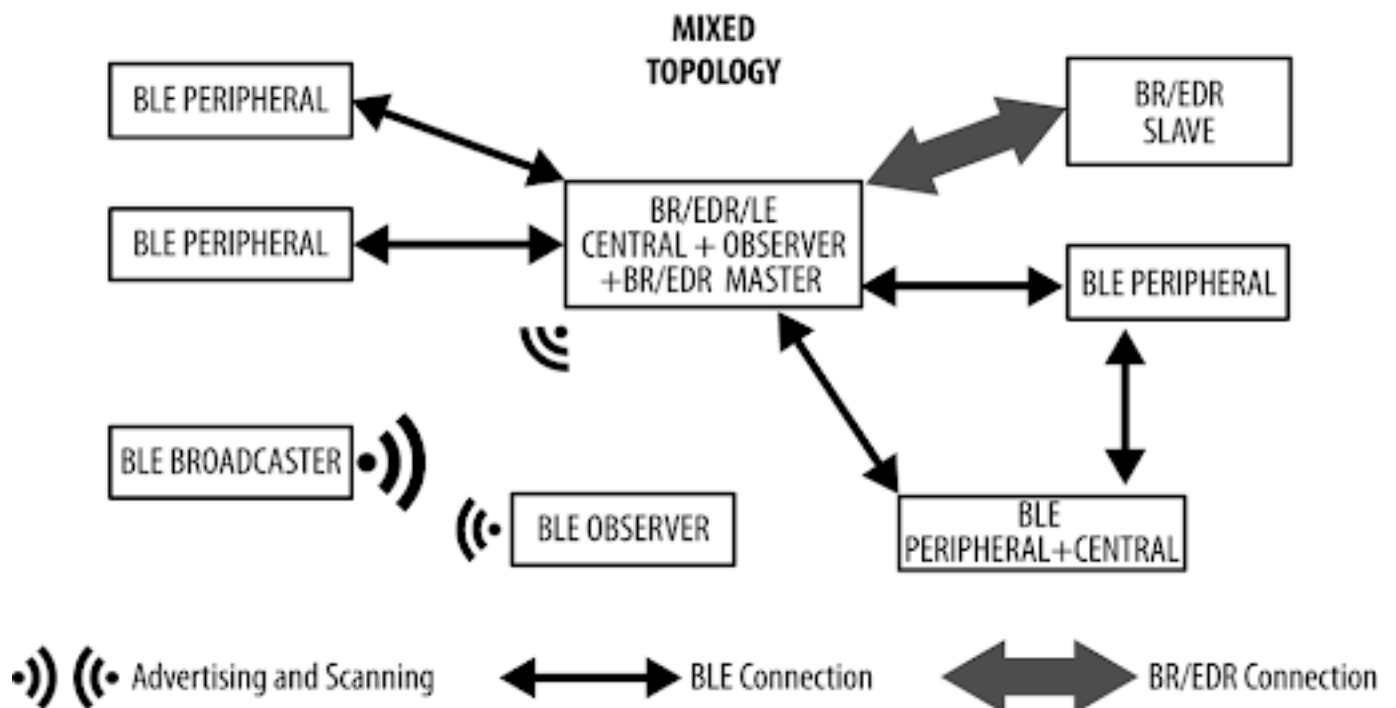 MIXED
TOPOLOGY
BLE PERIPHERAL
BR/EDR
SLAVE
BR/EDR/LE
CENTRAL + OBSERVER
+BR/EDR MASTER
BLE PERIPHERAL
BLE PERIPHERAL
BLE BROADCASTER
BLE OBSERVER
BLE
PERIPHERAL+CENTRAL
Advertising and Scanning
BLE Connection
BR/EDR Connection